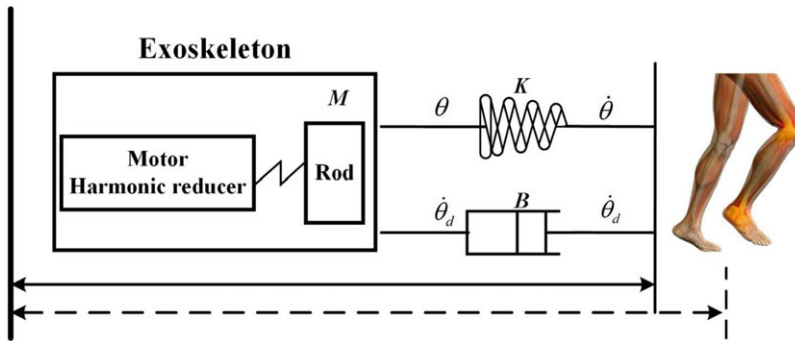 Exoskeleton
M
K
θ
θ̇
Motor
Harmonic reducer
Rod
B
θ̇d
θ̇d